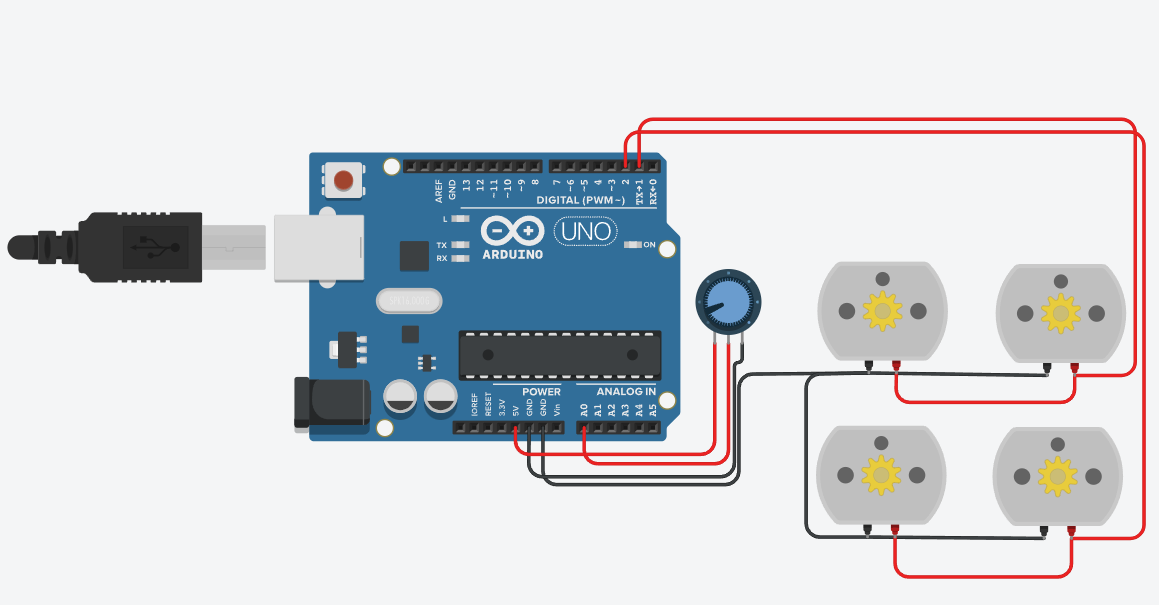 AREF
GND
13
12
~11
~10
~9
8
7
~6
~5
4
~3
2
TX→1
RX←0
DIGITAL (PWM~)
L
TX
RX
ARDUINO
UNO
ON
POWER
ANALOG IN
IOREF
RESET
3.3V
5V
GND
GND
Vin
A0
A1
A2
A3
A4
A5